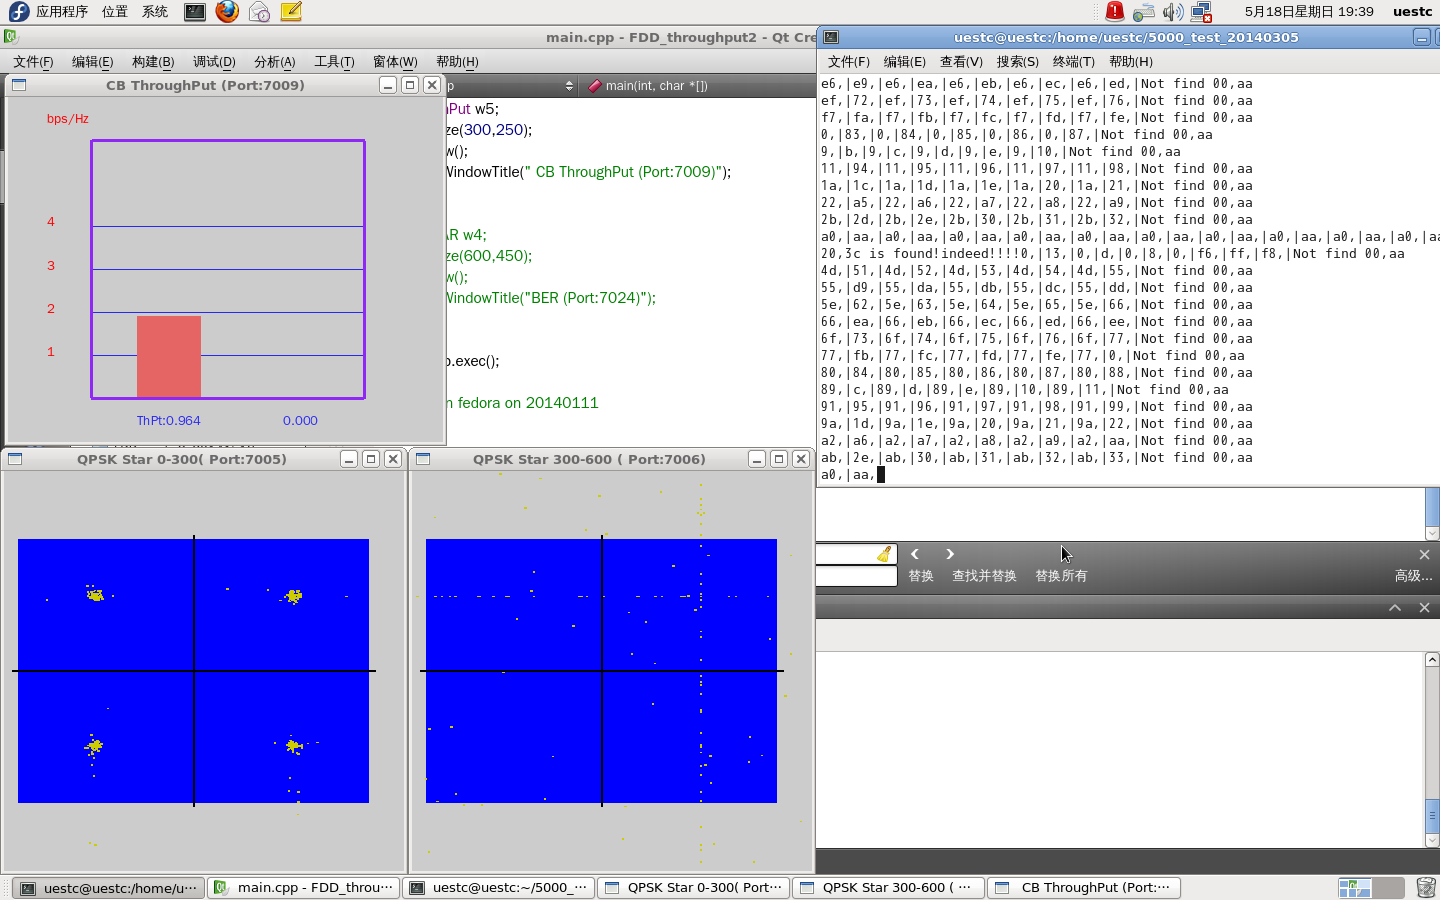 应用程序 位置 系统
5月18日星期日 19:39 uestc
main.cpp - FDD_throughput2 - Qt Cre
文件(F) 编辑(E) 构建(B) 调试(D) 分析(A) 工具(T) 窗体(W) 帮助(H)
main(int, char *[])
CB ThroughPut (Port:7009)
bps/Hz
4
3
2
1
ThPt:0.964 0.000
Put w5;
ze(300,250);
w();
WindowTitle(" CB ThroughPut (Port:7009)");
AR w4;
ze(600,450);
w();
WindowTitle("BER (Port:7024)");
.exec();
n fedora on 20140111
uestc@uestc:/home/uestc/5000_test_20140305
文件(F) 编辑(E) 查看(V) 搜索(S) 终端(T) 帮助(H)
e6,|e9,|e6,|ea,|e6,|eb,|e6,|ec,|e6,|ed,|Not find 00,aa
ef,|72,|ef,|73,|ef,|74,|ef,|75,|ef,|76,|Not find 00,aa
f7,|fa,|f7,|fb,|f7,|fc,|f7,|fd,|f7,|fe,|Not find 00,aa
0,|83,|0,|84,|0,|85,|0,|86,|0,|87,|Not find 00,aa
9,|b,|9,|c,|9,|d,|9,|e,|9,|10,|Not find 00,aa
11,|94,|11,|95,|11,|96,|11,|97,|11,|98,|Not find 00,aa
1a,|1c,|1a,|1d,|1a,|1e,|1a,|20,|1a,|21,|Not find 00,aa
22,|a5,|22,|a6,|22,|a7,|22,|a8,|22,|a9,|Not find 00,aa
2b,|2d,|2b,|2e,|2b,|30,|2b,|31,|2b,|32,|Not find 00,aa
a0,|aa,|a0,|aa,|a0,|aa,|a0,|aa,|a0,|aa,|a0,|aa,|a0,|aa,|a0,|aa,|a0,|aa,|a0,|aa
20,3c is found!indeed!!!!0,|13,|0,|d,|0,|8,|0,|f6,|ff,|f8,|Not find 00,aa
4d,|51,|4d,|52,|4d,|53,|4d,|54,|4d,|55,|Not find 00,aa
55,|d9,|55,|da,|55,|db,|55,|dc,|55,|dd,|Not find 00,aa
5e,|62,|5e,|63,|5e,|64,|5e,|65,|5e,|66,|Not find 00,aa
66,|ea,|66,|eb,|66,|ec,|66,|ed,|66,|ee,|Not find 00,aa
6f,|73,|6f,|74,|6f,|75,|6f,|76,|6f,|77,|Not find 00,aa
77,|fb,|77,|fc,|77,|fd,|77,|fe,|77,|0,|Not find 00,aa
80,|84,|80,|85,|80,|86,|80,|87,|80,|88,|Not find 00,aa
89,|c,|89,|d,|89,|e,|89,|10,|89,|11,|Not find 00,aa
91,|95,|91,|96,|91,|97,|91,|98,|91,|99,|Not find 00,aa
9a,|1d,|9a,|1e,|9a,|20,|9a,|21,|9a,|22,|Not find 00,aa
a2,|a6,|a2,|a7,|a2,|a8,|a2,|a9,|a2,|aa,|Not find 00,aa
ab,|2e,|ab,|30,|ab,|31,|ab,|32,|ab,|33,|Not find 00,aa
a0,|aa,
QPSK Star 0-300( Port:7005)
QPSK Star 300-600 ( Port:7006)
替换 查找并替换 替换所有 高级...
uestc@uestc:/home/u··· main.cpp - FDD_throu··· uestc@uestc:~/5000_··· QPSK Star 0-300( Port··· QPSK Star 300-600 ( ··· CB ThroughPut (Port:···